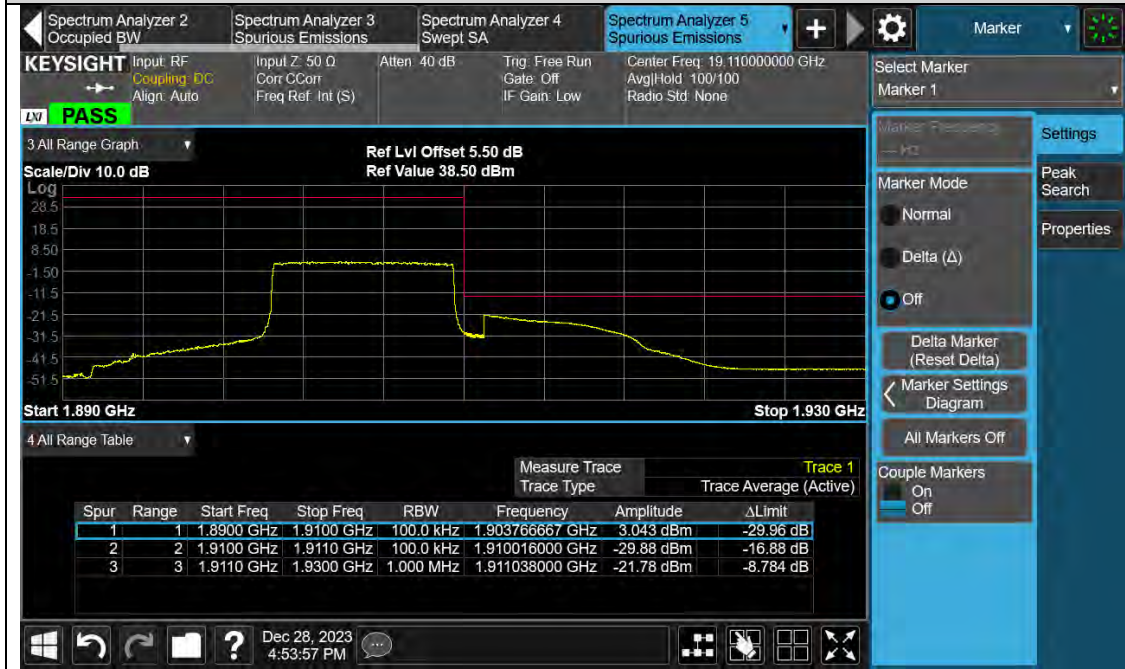 Spectrum Analyzer 2
Occupied BW
Spectrum Analyzer 3
Spurious Emissions
Spectrum Analyzer 4
Swept SA
Spectrum Analyzer 5
Spurious Emissions
+
Marker
KEYSIGHT
Input: RF
Coupling: DC
Align: Auto
Input Z: 50 Ω
Corr CCorr
Freq Ref: Int (S)
Atten: 40 dB
Trig: Free Run
Gate: Off
IF Gain: Low
Center Freq: 19.110000000 GHz
Avg|Hold: 100/100
Radio Std: None
LXI PASS
Select Marker
Marker 1
Marker Frequency
--- Hz
Settings
Peak Search
Properties
Marker Mode
Normal
Delta (Δ)
Off
Delta Marker
(Reset Delta)
Marker Settings
Diagram
All Markers Off
Couple Markers
On
Off
3 All Range Graph
Scale/Div 10.0 dB
Ref Lvl Offset 5.50 dB
Ref Value 38.50 dBm
Log
28.5
18.5
8.50
-1.50
-11.5
-21.5
-31.5
-41.5
-51.5
Start 1.890 GHz
Stop 1.930 GHz
4 All Range Table
Measure Trace Trace 1
Trace Type Trace Average (Active)
Spur Range Start Freq Stop Freq RBW Frequency Amplitude ΔLimit
1 1 1.8900 GHz 1.9100 GHz 100.0 kHz 1.903766667 GHz 3.043 dBm -29.96 dB
2 2 1.9100 GHz 1.9110 GHz 100.0 kHz 1.910016000 GHz -29.88 dBm -16.88 dB
3 3 1.9110 GHz 1.9300 GHz 1.000 MHz 1.911038000 GHz -21.78 dBm -8.784 dB
?
Dec 28, 2023
4:53:57 PM